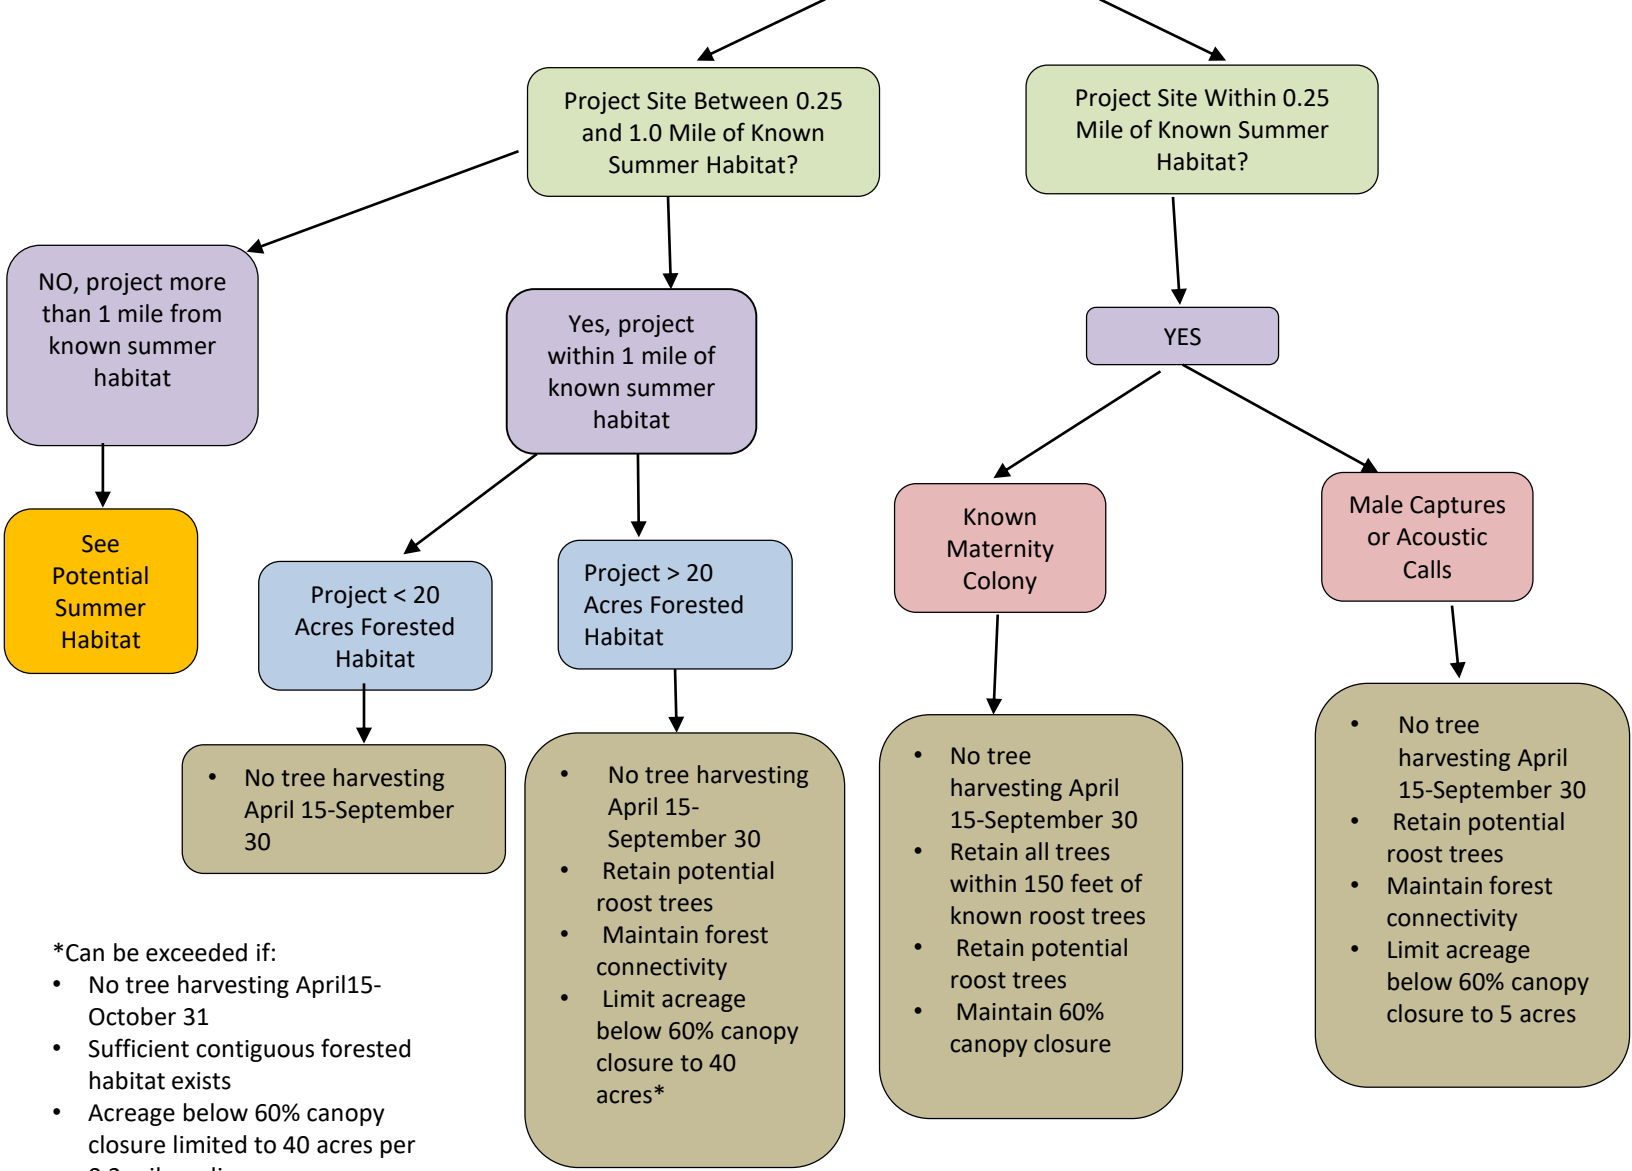 Project Site Between 0.25
and 1.0 Mile of Known
Summer Habitat?
Project Site Within 0.25
Mile of Known Summer
Habitat?
NO, project more
than 1 mile from
known summer
habitat
Yes, project
within 1 mile of
known summer
habitat
YES
See
Potential
Summer
Habitat
Project < 20
Acres Forested
Habitat
Project > 20
Acres Forested
Habitat
Known
Maternity
Colony
Male Captures
or Acoustic
Calls
• No tree harvesting
April 15-September
30
• No tree harvesting
April 15-
September 30
• Retain potential
roost trees
• Maintain forest
connectivity
• Limit acreage
below 60% canopy
closure to 40
acres*
• No tree
harvesting April
15-September 30
• Retain all trees
within 150 feet of
known roost trees
• Retain potential
roost trees
• Maintain 60%
canopy closure
• No tree
harvesting April
15-September 30
• Retain potential
roost trees
• Maintain forest
connectivity
• Limit acreage
below 60% canopy
closure to 5 acres
*Can be exceeded if:
• No tree harvesting April15-
October 31
• Sufficient contiguous forested
habitat exists
• Acreage below 60% canopy
closure limited to 40 acres per